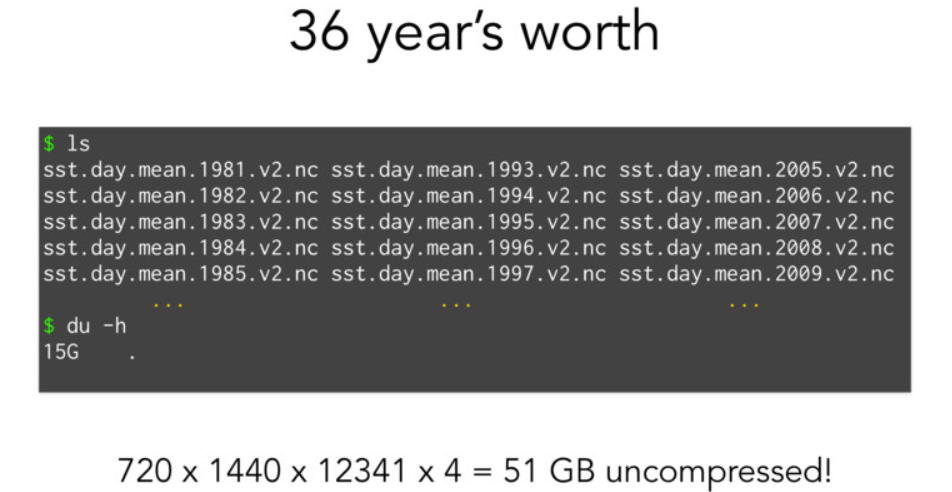 36 year’s worth
$ ls
sst.day.mean.1981.v2.nc sst.day.mean.1993.v2.nc sst.day.mean.2005.v2.nc
sst.day.mean.1982.v2.nc sst.day.mean.1994.v2.nc sst.day.mean.2006.v2.nc
sst.day.mean.1983.v2.nc sst.day.mean.1995.v2.nc sst.day.mean.2007.v2.nc
sst.day.mean.1984.v2.nc sst.day.mean.1996.v2.nc sst.day.mean.2008.v2.nc
sst.day.mean.1985.v2.nc sst.day.mean.1997.v2.nc sst.day.mean.2009.v2.nc
... ... ...
$ du -h
15G .
720 x 1440 x 12341 x 4 = 51 GB uncompressed!